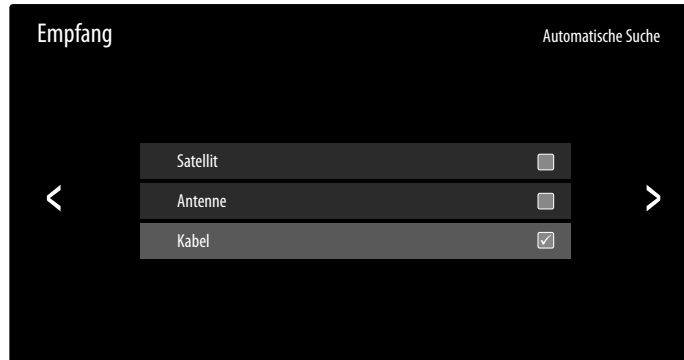 Empfang
Automatische Suche
Satellit
Antenne
Kabel